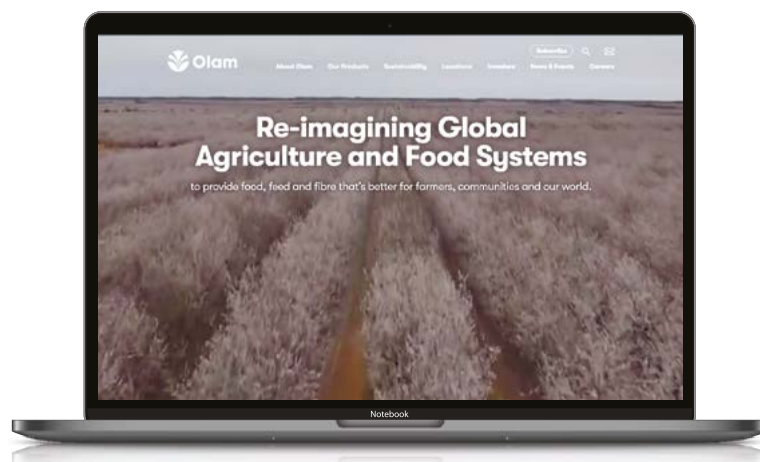 Subscribe
Olam
About Olam Our Products Sustainability Locations Investors News & Events Careers
Re-imagining Global
Agriculture and Food Systems
to provide food, feed and fibre that's better for farmers, communities and our world.
Notebook